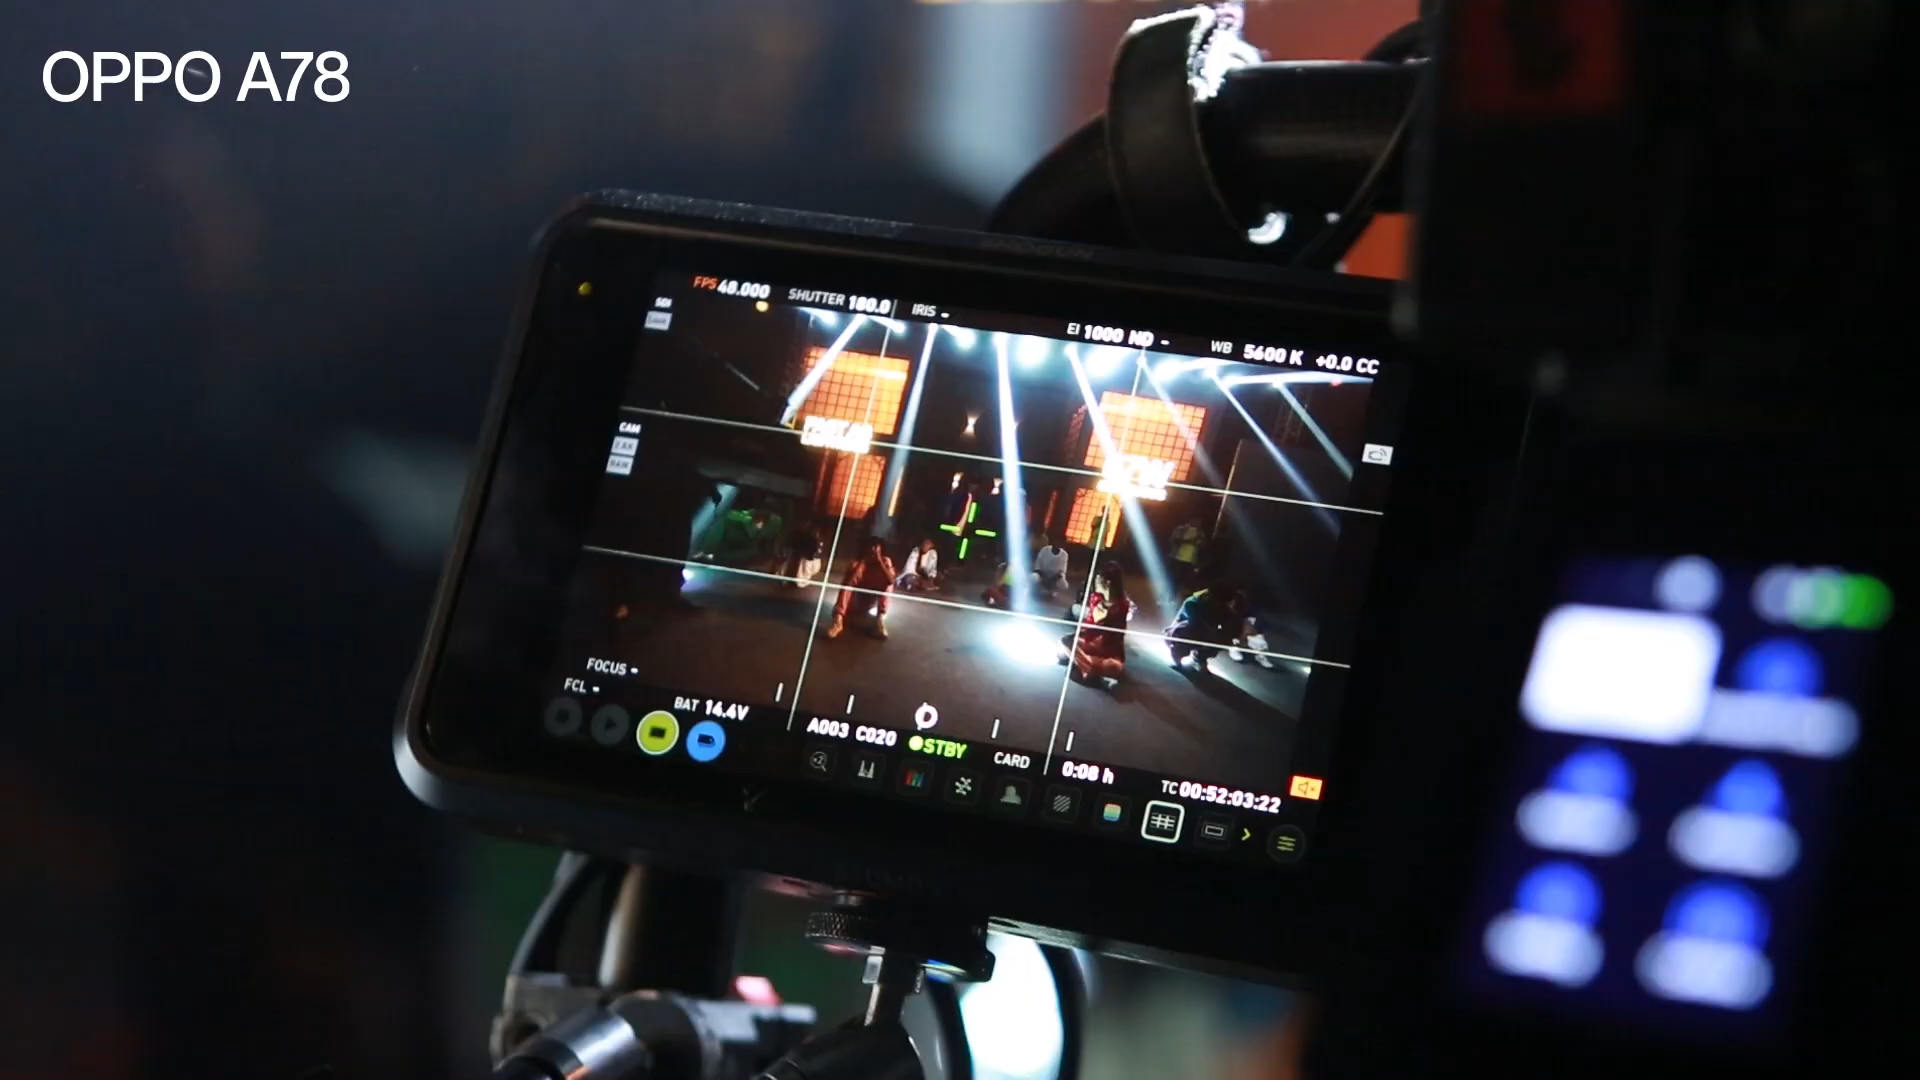 OPPO A78
FPS 48.000 SHUTTER 180.0 IRIS - EI 1000 ND - WB 5600 K +0.0 CC
SDI
CAM
RAW
FOCUS -
FCL -
BAT 14.4V
A003 C020 STBY CARD 0:08 h TC 00:52:03:22